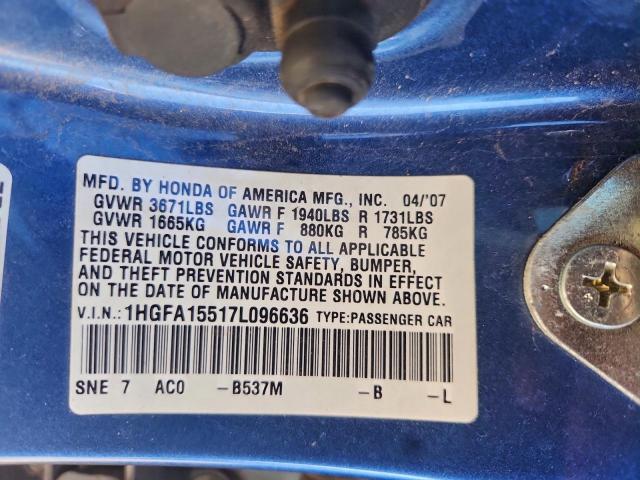 MFD. BY HONDA OF AMERICA MFG., INC. 04/'07
GVWR 3671LBS GAWR F 1940LBS R 1731LBS
GVWR 1665KG GAWR F 880KG R 785KG
THIS VEHICLE CONFORMS TO ALL APPLICABLE
FEDERAL MOTOR VEHICLE SAFETY, BUMPER,
AND THEFT PREVENTION STANDARDS IN EFFECT
ON THE DATE OF MANUFACTURE SHOWN ABOVE.
V.I.N.: 1HGFA15517L096636 TYPE:PASSENGER CAR
SNE 7 AC0 -B537M -B -L